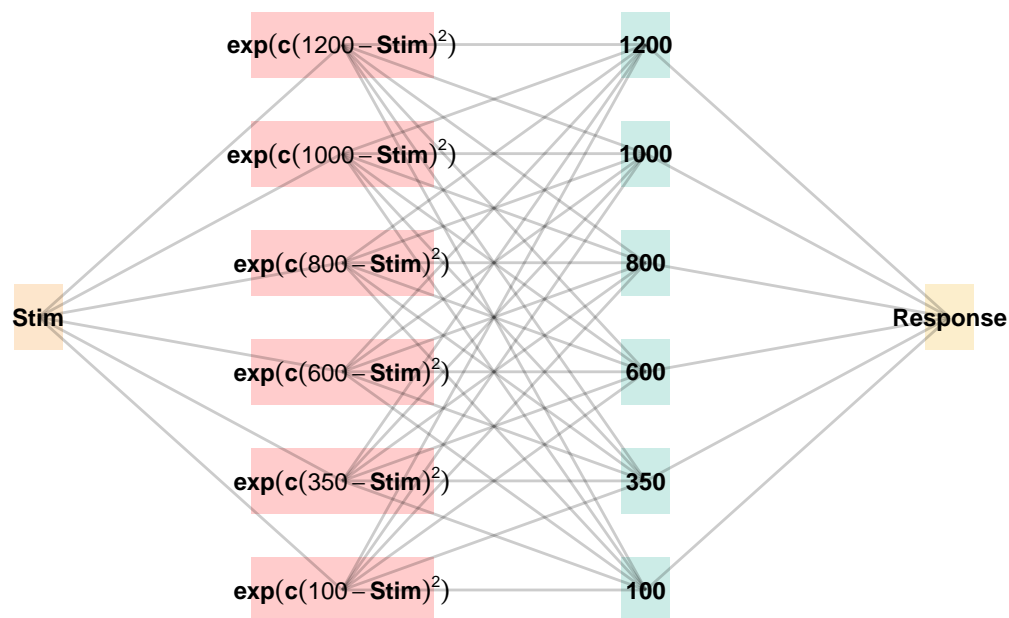 exp(c(1200 – Stim)²)
1200
exp(c(1000 – Stim)²)
1000
exp(c(800 – Stim)²)
800
Stim
Response
exp(c(600 – Stim)²)
600
exp(c(350 – Stim)²)
350
exp(c(100 – Stim)²)
100